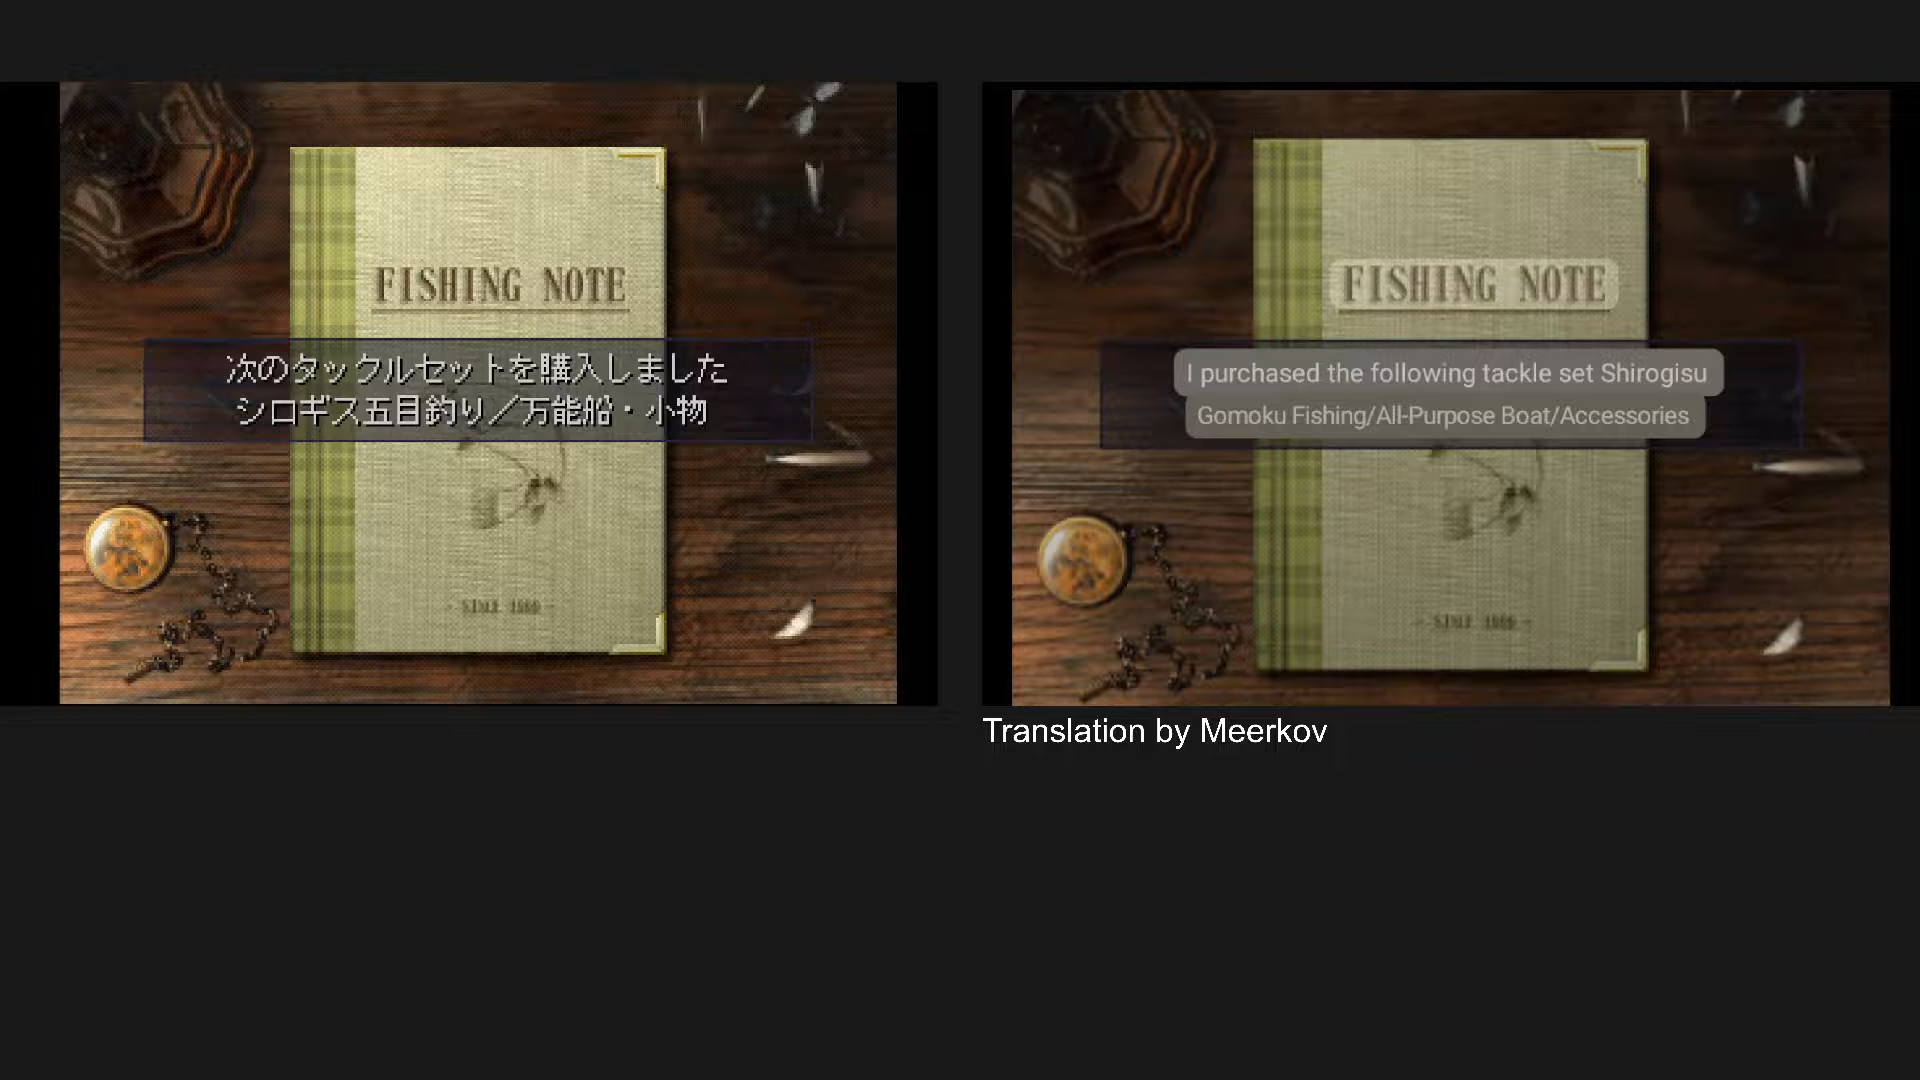 FISHING NOTE
次のタックルセットを購入しました
シロギス五目釣り／万能船・小物
FISHING NOTE
I purchased the following tackle set Shirogisu
Gomoku Fishing/All-Purpose Boat/Accessories
Translation by Meerkov